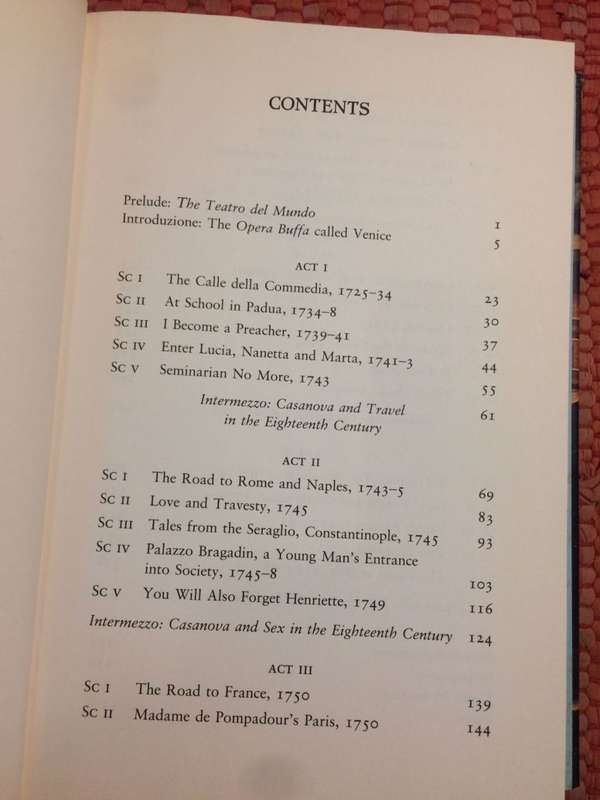 CONTENTS
Prelude: The Teatro del Mundo 1
Introduzione: The Opera Buffa called Venice 5
ACT I
Sc I The Calle della Commedia, 1725–34 23
Sc II At School in Padua, 1734–8 30
Sc III I Become a Preacher, 1739–41 37
Sc IV Enter Lucia, Nanetta and Marta, 1741–3 44
Sc V Seminarian No More, 1743 55
Intermezzo: Casanova and Travel
in the Eighteenth Century 61
ACT II
Sc I The Road to Rome and Naples, 1743–5 69
Sc II Love and Travesty, 1745 83
Sc III Tales from the Seraglio, Constantinople, 1745 93
Sc IV Palazzo Bragadin, a Young Man's Entrance
into Society, 1745–8 103
Sc V You Will Also Forget Henriette, 1749 116
Intermezzo: Casanova and Sex in the Eighteenth Century 124
ACT III
Sc I The Road to France, 1750 139
Sc II Madame de Pompadour's Paris, 1750 144